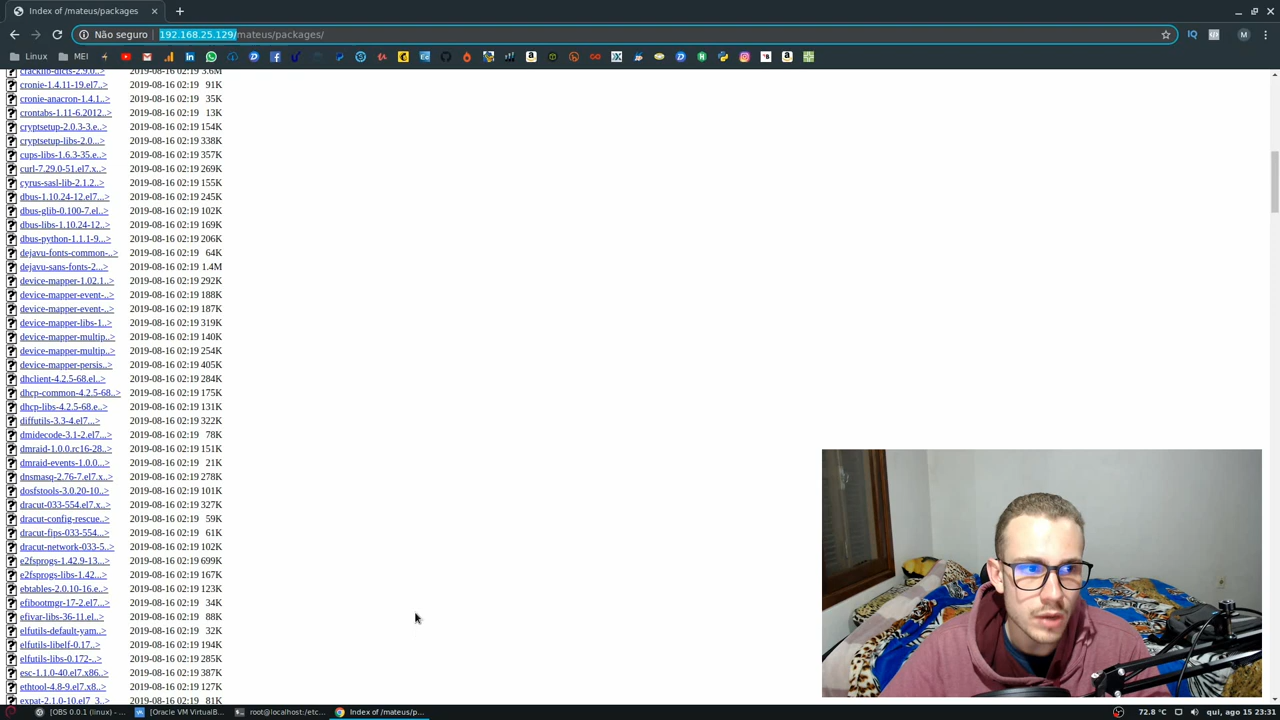 Index of /mateus/packages/
Não seguro 192.168.25.129/mateus/packages/
Linux MEI
cracklib-dicts-2.9.0..> 2019-08-16 02:19 3.6M
cronie-1.4.11-19.el7..> 2019-08-16 02:19 91K
cronie-anacron-1.4.1..> 2019-08-16 02:19 35K
crontabs-1.11-6.2012..> 2019-08-16 02:19 13K
cryptsetup-2.0.3-3.e..> 2019-08-16 02:19 154K
cryptsetup-libs-2.0...> 2019-08-16 02:19 338K
cups-libs-1.6.3-35.e..> 2019-08-16 02:19 357K
curl-7.29.0-51.el7.x..> 2019-08-16 02:19 269K
cyrus-sasl-lib-2.1.2..> 2019-08-16 02:19 155K
dbus-1.10.24-12.el7...> 2019-08-16 02:19 245K
dbus-glib-0.100-7.el..> 2019-08-16 02:19 102K
dbus-libs-1.10.24-12..> 2019-08-16 02:19 169K
dbus-python-1.1.1-9...> 2019-08-16 02:19 206K
dejavu-fonts-common-..> 2019-08-16 02:19 64K
dejavu-sans-fonts-2...> 2019-08-16 02:19 1.4M
device-mapper-1.02.1..> 2019-08-16 02:19 292K
device-mapper-event-..> 2019-08-16 02:19 188K
device-mapper-event-..> 2019-08-16 02:19 187K
device-mapper-libs-1..> 2019-08-16 02:19 319K
device-mapper-multip..> 2019-08-16 02:19 140K
device-mapper-multip..> 2019-08-16 02:19 254K
device-mapper-persis..> 2019-08-16 02:19 405K
dhclient-4.2.5-68.el..> 2019-08-16 02:19 284K
dhcp-common-4.2.5-68..> 2019-08-16 02:19 175K
dhcp-libs-4.2.5-68.e..> 2019-08-16 02:19 131K
diffutils-3.3-4.el7...> 2019-08-16 02:19 322K
dmidecode-3.1-2.el7...> 2019-08-16 02:19 78K
dmraid-1.0.0.rc16-28..> 2019-08-16 02:19 151K
dmraid-events-1.0.0...> 2019-08-16 02:19 21K
dnsmasq-2.76-7.el7.x..> 2019-08-16 02:19 278K
dosfstools-3.0.20-10..> 2019-08-16 02:19 101K
dracut-033-554.el7.x..> 2019-08-16 02:19 327K
dracut-config-rescue..> 2019-08-16 02:19 59K
dracut-fips-033-554...> 2019-08-16 02:19 61K
dracut-network-033-5..> 2019-08-16 02:19 102K
e2fsprogs-1.42.9-13...> 2019-08-16 02:19 699K
e2fsprogs-libs-1.42...> 2019-08-16 02:19 167K
ebtables-2.0.10-16.e..> 2019-08-16 02:19 123K
efibootmgr-17-2.el7...> 2019-08-16 02:19 34K
efivar-libs-36-11.el..> 2019-08-16 02:19 88K
elfutils-default-yam..> 2019-08-16 02:19 32K
elfutils-libelf-0.17..> 2019-08-16 02:19 194K
elfutils-libs-0.172-..> 2019-08-16 02:19 285K
esc-1.1.0-40.el7.x86..> 2019-08-16 02:19 387K
ethtool-4.8-9.el7.x8..> 2019-08-16 02:19 127K
expat-2.1.0-10.el7_3..> 2019-08-16 02:19 81K
[OBS 0.0.1 (linux) - ... [Oracle VM VirtualB... root@localhost:/etc... Index of /mateus/p... 72.8 °C qui, ago 15 23:31